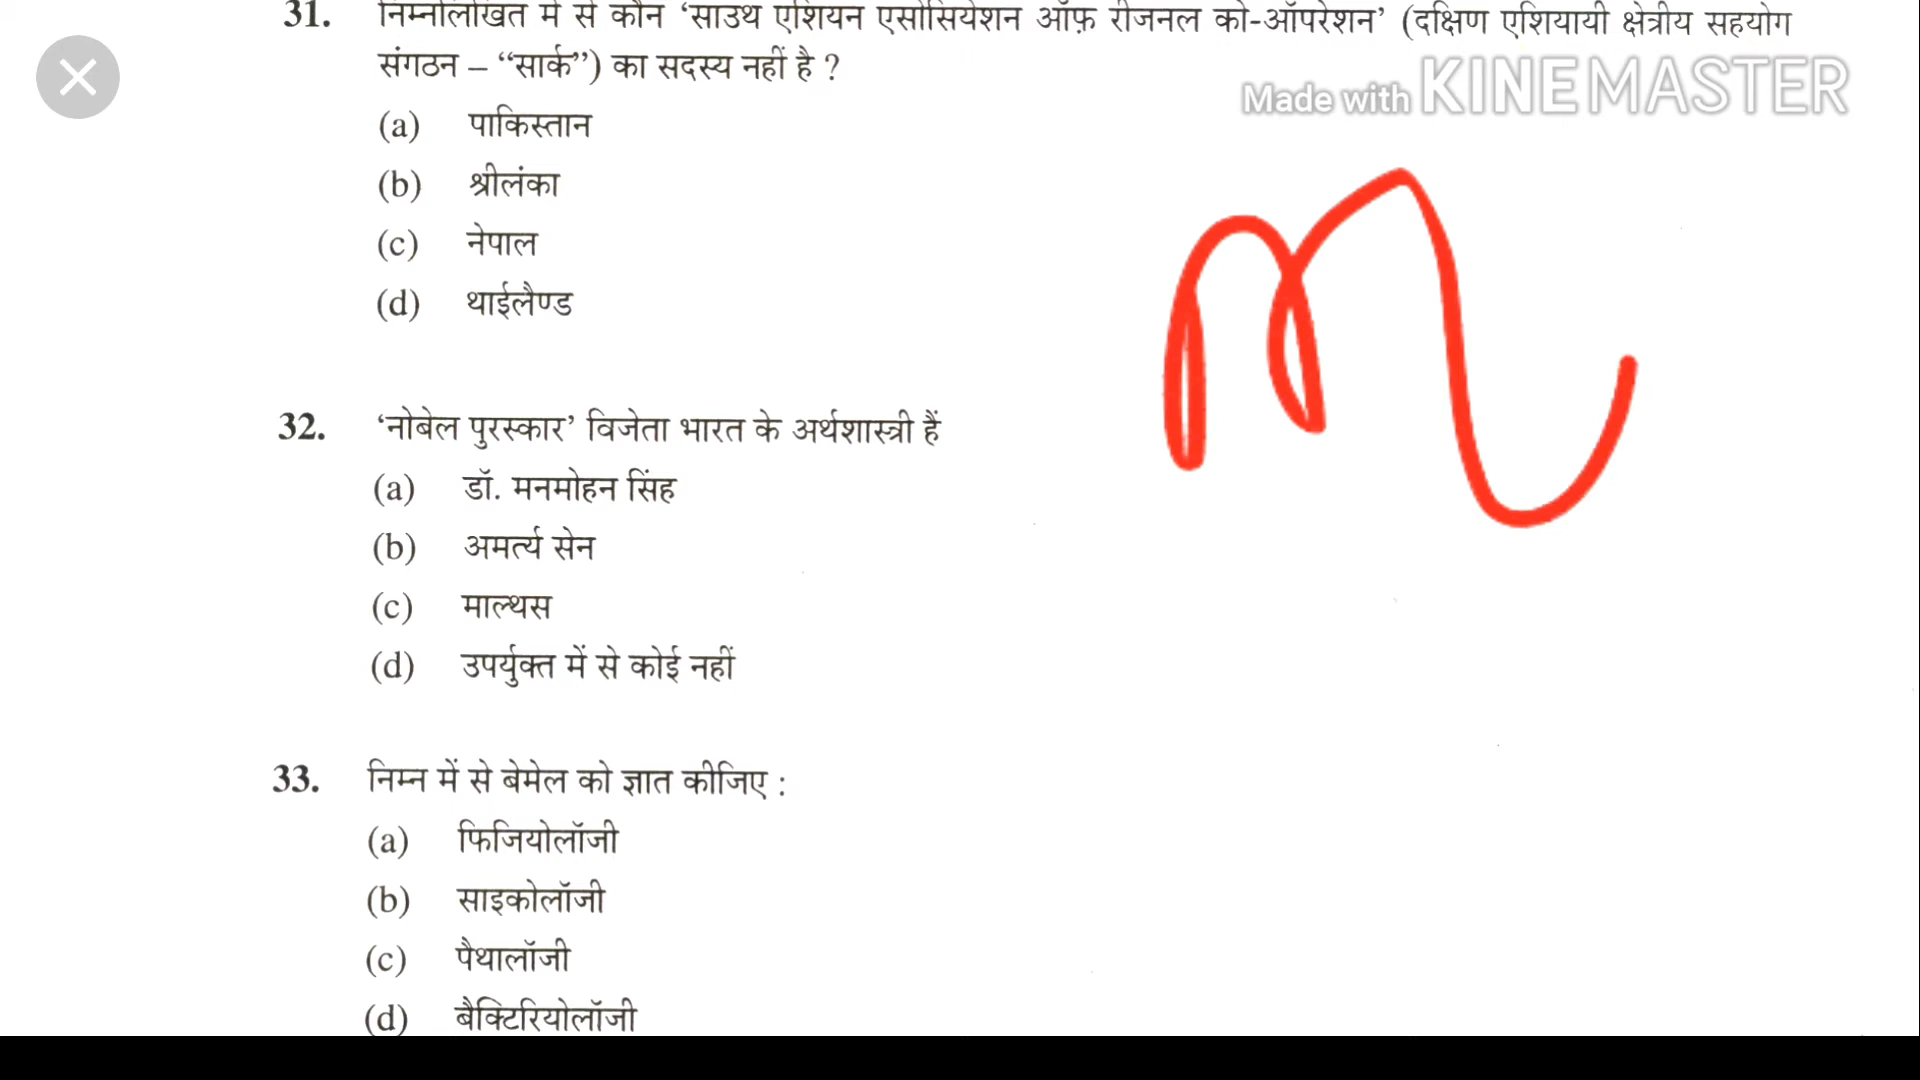 31. निम्नलिखित में से कौन ‘साउथ एशियन एसोसियेशन ऑफ़ रीजनल को-ऑपरेशन’ (दक्षिण एशियायी क्षेत्रीय सहयोग
संगठन – “सार्क”) का सदस्य नहीं है ?
Made with KINEMASTER
(a) पाकिस्तान
(b) श्रीलंका
(c) नेपाल
(d) थाईलैण्ड
32. ‘नोबेल पुरस्कार’ विजेता भारत के अर्थशास्त्री हैं
(a) डॉ. मनमोहन सिंह
(b) अमर्त्य सेन
(c) माल्थस
(d) उपर्युक्त में से कोई नहीं
33. निम्न में से बेमेल को ज्ञात कीजिए :
(a) फिजियोलॉजी
(b) साइकोलॉजी
(c) पैथालॉजी
(d) बैक्टिरियोलॉजी